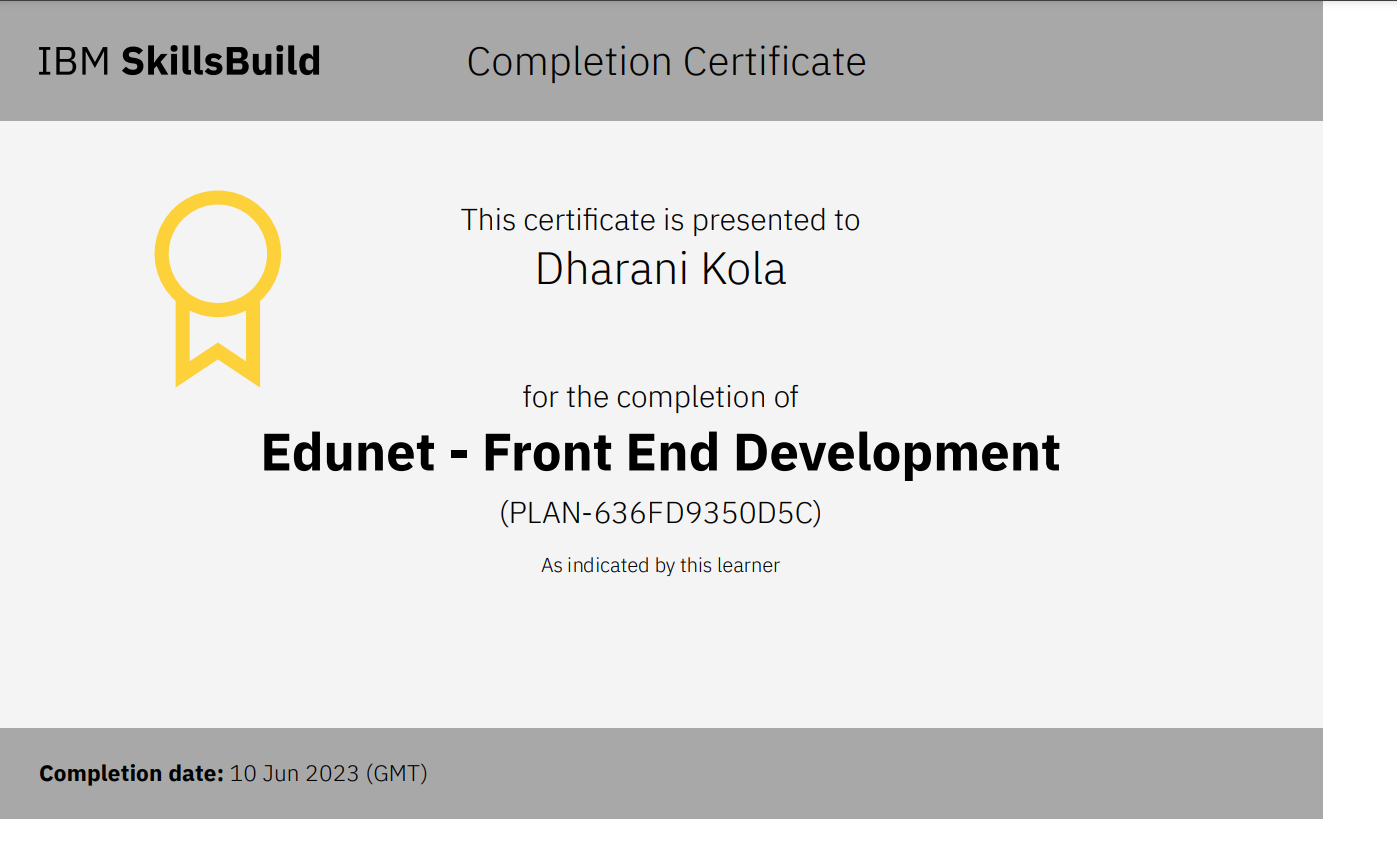 IBM SkillsBuild
Completion Certificate
This certificate is presented to
Dharani Kola
for the completion of
Edunet - Front End Development
(PLAN-636FD9350D5C)
As indicated by this learner
Completion date: 10 Jun 2023 (GMT)